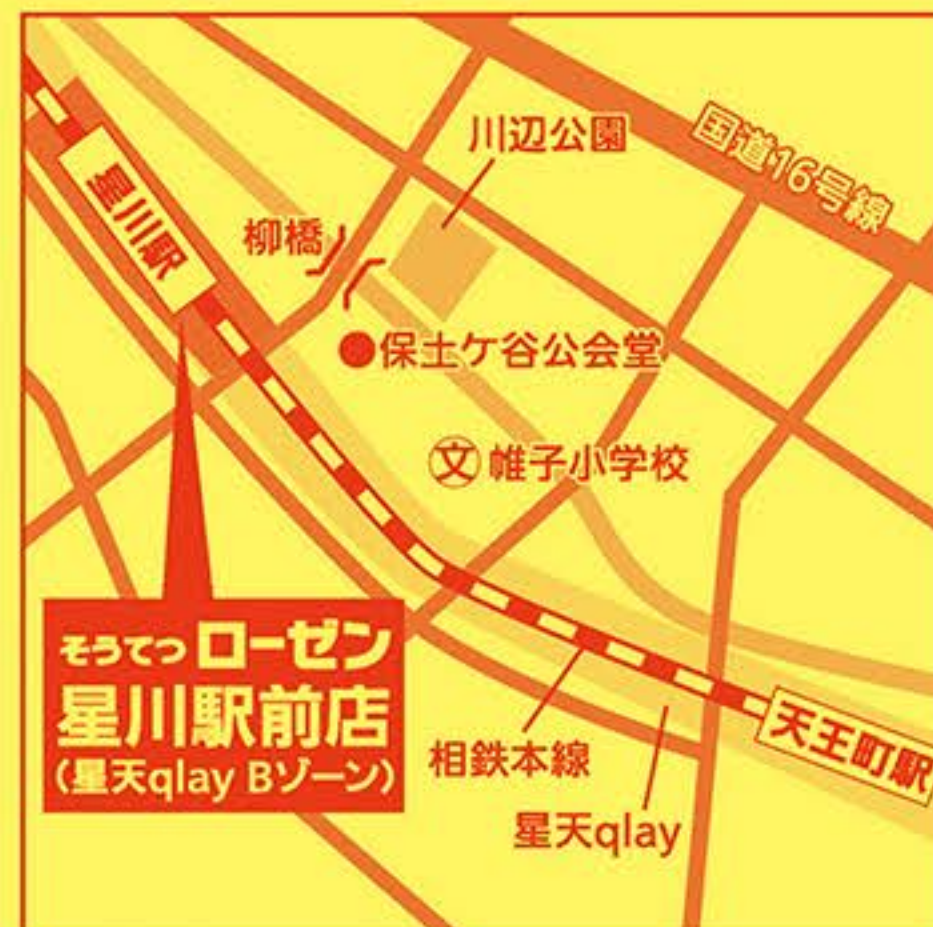 川辺公園
国道16号線
星川駅
柳橋
保土ケ谷公会堂
文 帷子小学校
そうてつ ローゼン
星川駅前店
(星天qlay Bゾーン)
天王町駅
相鉄本線
星天qlay